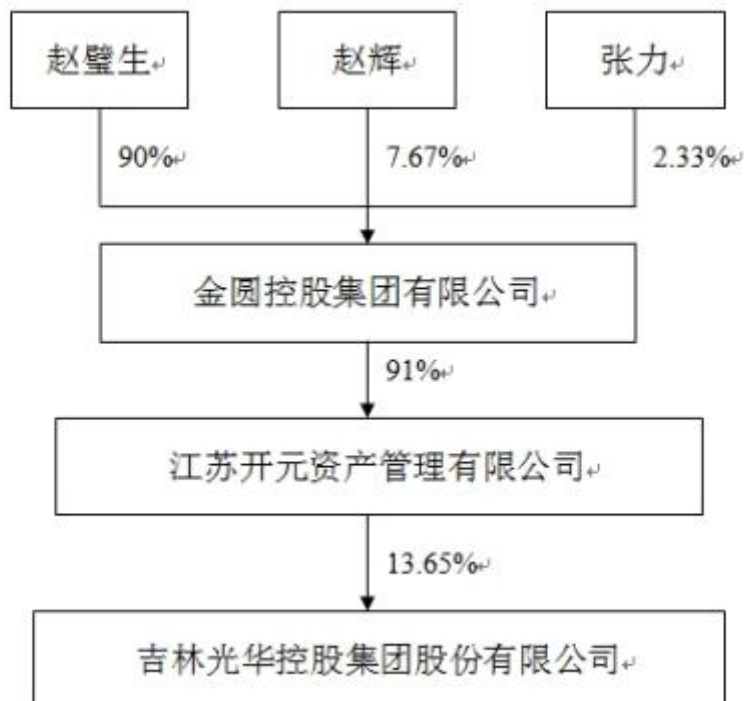 赵璧生 赵辉 张力
90% 7.67% 2.33%
金圆控股集团有限公司
91%
江苏开元资产管理有限公司
13.65%
吉林光华控股集团股份有限公司